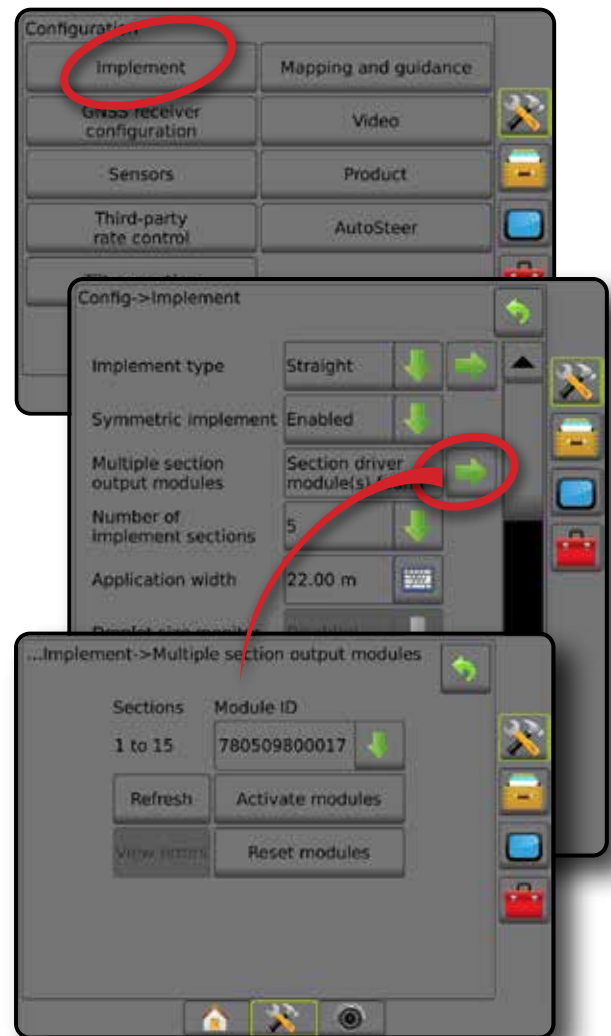 Configuration
Implement
Mapping and guidance
GNSS receiver
configuration
Video
Sensors
Product
Third-party
rate control
AutoSteer
Config->Implement
Implement type
Straight
Symmetric implement
Enabled
Multiple section
output modules
Section driver
module(s)
Number of
implement sections
5
Application width
22.00 m
Droplet size monitor
...Implement->Multiple section output modules
Sections
Module ID
1 to 15
780509800017
Refresh
Activate modules
View errors
Reset modules